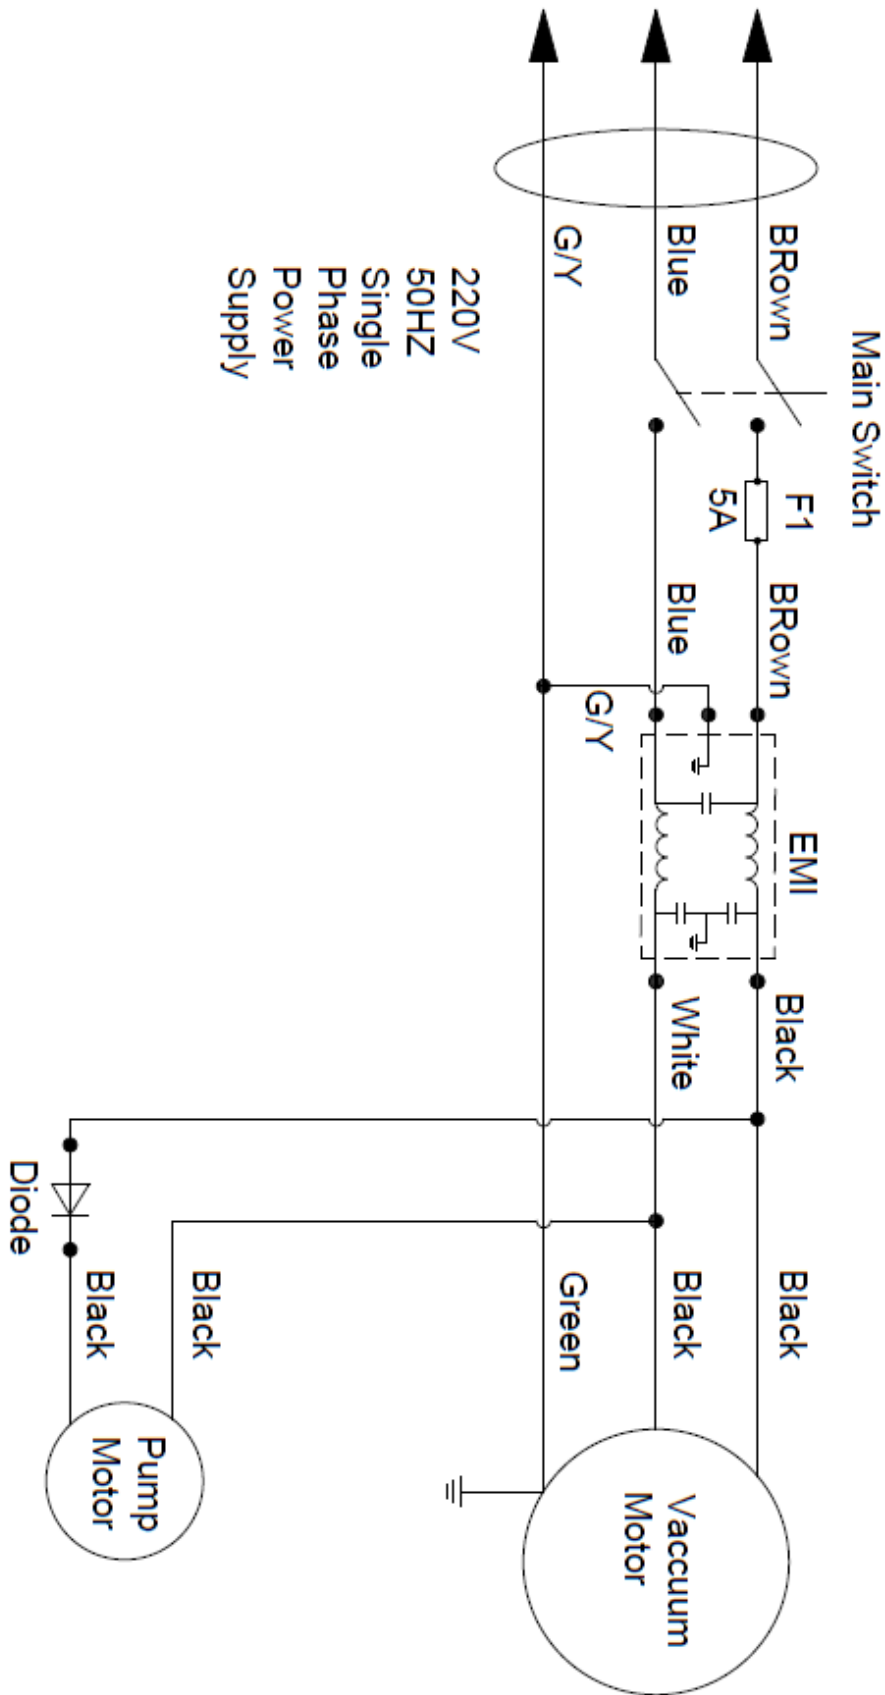 Main Switch
BRown
F1
5A
BRown
EMI
Black
Black
Blue
Blue
White
Black
G/Y
G/Y
Green
220V
50HZ
Single
Phase
Power
Supply
Vaccuum
Motor
Black
Diode
Black
Pump
Motor